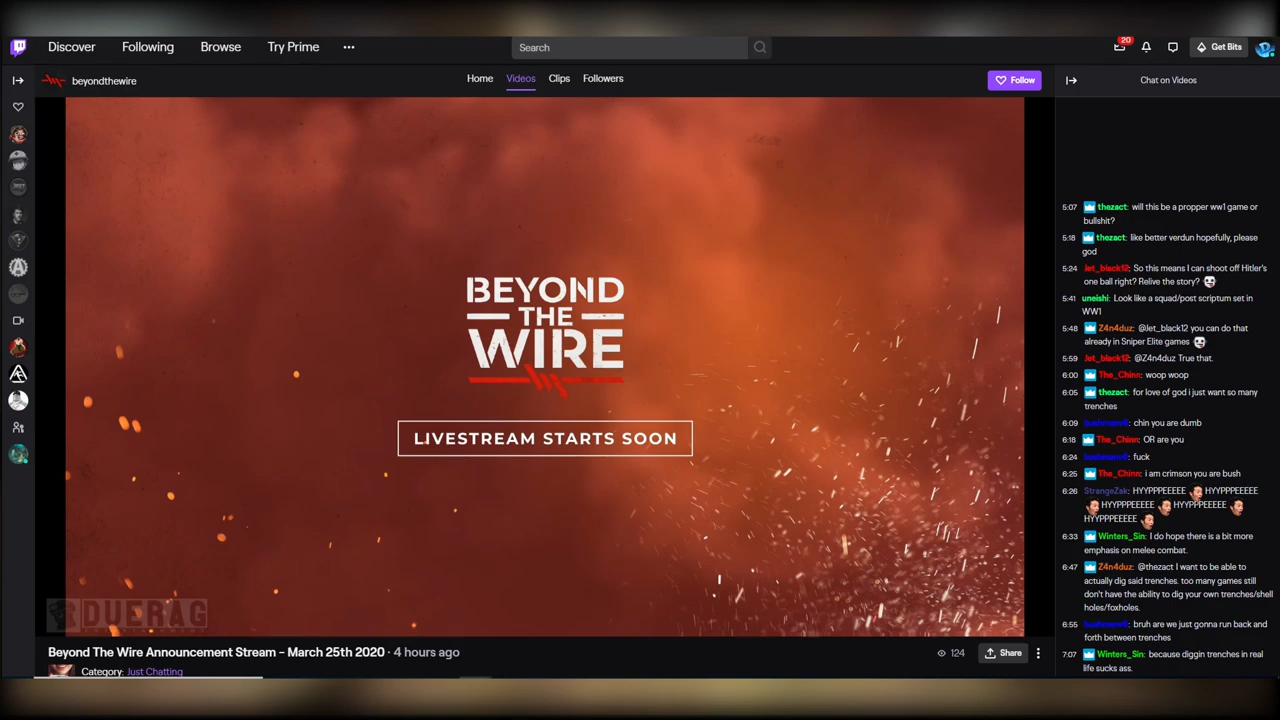 Discover
Following
Browse
Try Prime
Search
20
Get Bits
beyondthewire
Home
Videos
Clips
Followers
Follow
Chat on Videos
BEYOND
THE
WIRE
LIVESTREAM STARTS SOON
DUERAG
Beyond The Wire Announcement Stream - March 25th 2020 · 4 hours ago
124
Share
Category: Just Chatting
5:07 thezact: will this be a propper ww1 game or
bullshit?
5:18 thezact: like better verdun hopefully, please
god
5:24 Jet_black12: So this means I can shoot off Hitler's
one ball right? Relive the story?
5:41 uneishi: Look like a squad/post scriptum set in
WW1
5:48 Z4n4duz: @Jet_black12 you can do that
already in Sniper Elite games
5:59 Jet_black12: @Z4n4duz True that.
6:00 The_Chinn: woop woop
6:05 thezact: for love of god i just want so many
trenches
6:09 chin you are dumb
6:18 The_Chinn: OR are you
6:24 fuck
6:25 The_Chinn: i am crimson you are bush
6:26 StrangeZak: HYYPPPEEEEE HYYPPPEEEEE
HYYPPPEEEEE HYYPPPEEEEE
HYYPPPEEEEE
6:33 Winters_Sin: I do hope there is a bit more
emphasis on melee combat.
6:47 Z4n4duz: @thezact I want to be able to
actually dig said trenches. too many games still
don't have the ability to dig your own trenches/shell
holes/foxholes.
6:55 bruh are we just gonna run back and
forth between trenches
7:07 Winters_Sin: because diggin trenches in real
life sucks ass.